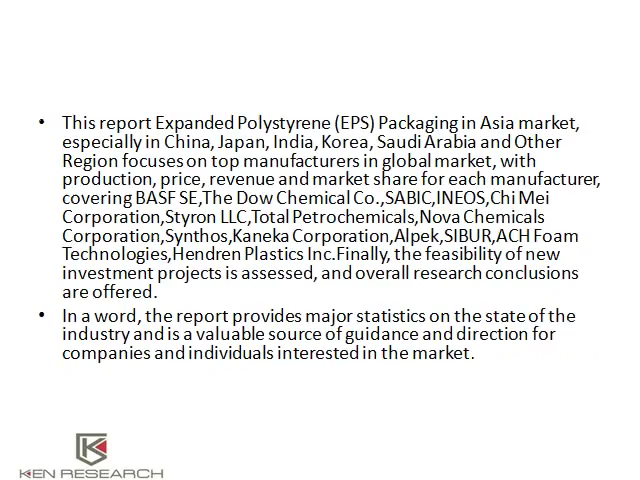 • This report Expanded Polystyrene (EPS) Packaging in Asia market,
especially in China, Japan, India, Korea, Saudi Arabia and Other
Region focuses on top manufacturers in global market, with
production, price, revenue and market share for each manufacturer,
covering BASF SE,The Dow Chemical Co.,SABIC,INEOS,Chi Mei
Corporation,Styron LLC,Total Petrochemicals,Nova Chemicals
Corporation,Synthos,Kaneka Corporation,Alpek,SIBUR,ACH Foam
Technologies,Hendren Plastics Inc.Finally, the feasibility of new
investment projects is assessed, and overall research conclusions
are offered.
• In a word, the report provides major statistics on the state of the
industry and is a valuable source of guidance and direction for
companies and individuals interested in the market.
KEN RESEARCH